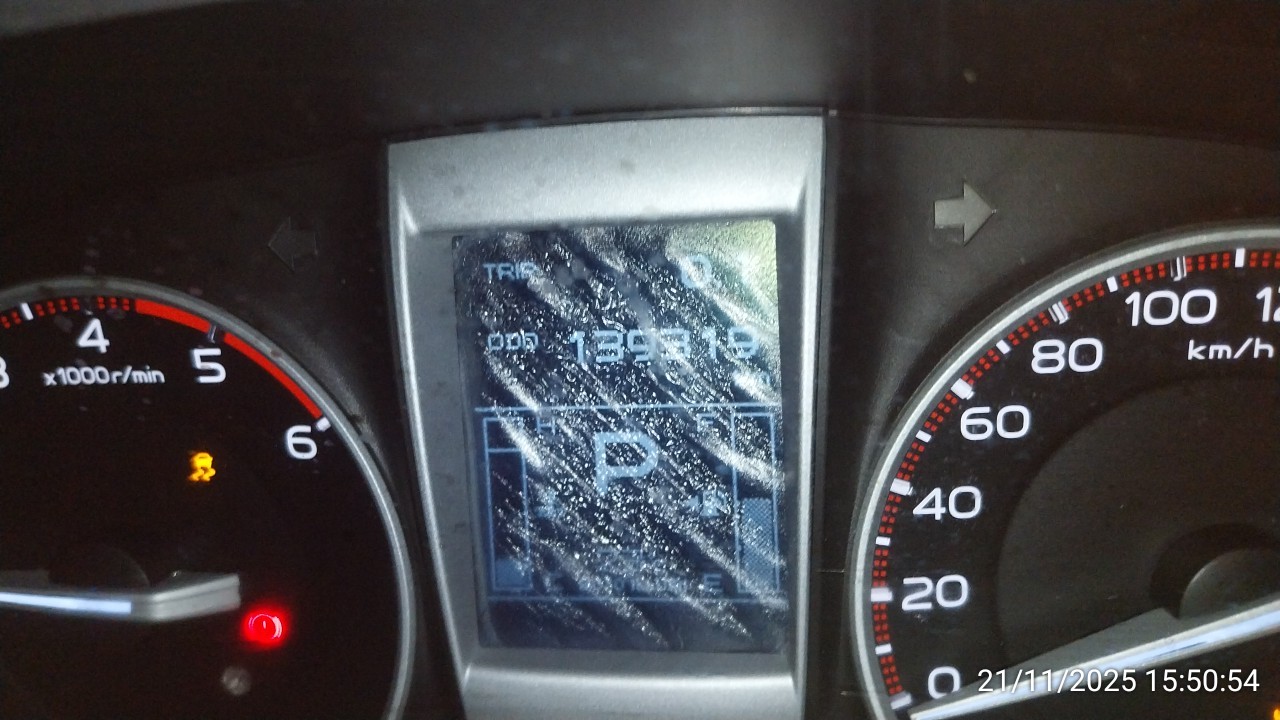 TRIP 0
ODO 139319
H F
P
C E
4
x1000r/min 5
6
100
80 km/h
60
40
20
0
21/11/2025 15:50:54